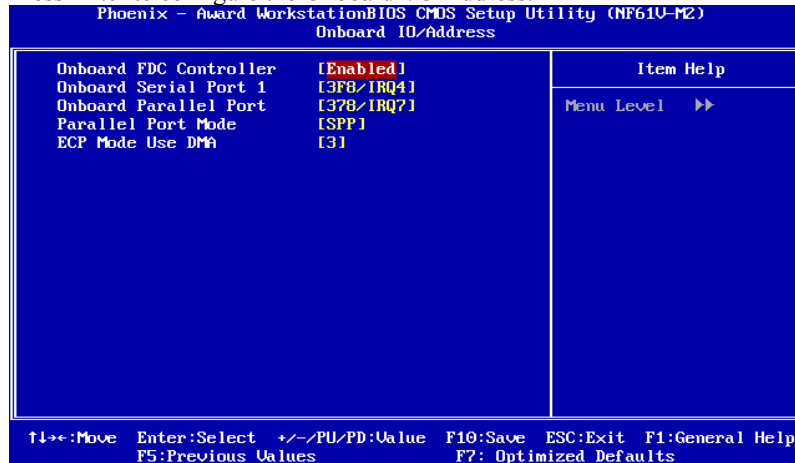 Phoenix - Award WorkstationBIOS CMOS Setup Utility (NF61V-M2)
Onboard IO/Address
Onboard FDC Controller [Enabled]
Onboard Serial Port 1 [3F8/IRQ4]
Onboard Parallel Port [378/IRQ7]
Parallel Port Mode [SPP]
ECP Mode Use DMA [3]
Item Help
Menu Level ▸▸
↑↓→←:Move Enter:Select +/-/PU/PD:Value F10:Save ESC:Exit F1:General Help
F5:Previous Values F7: Optimized Defaults